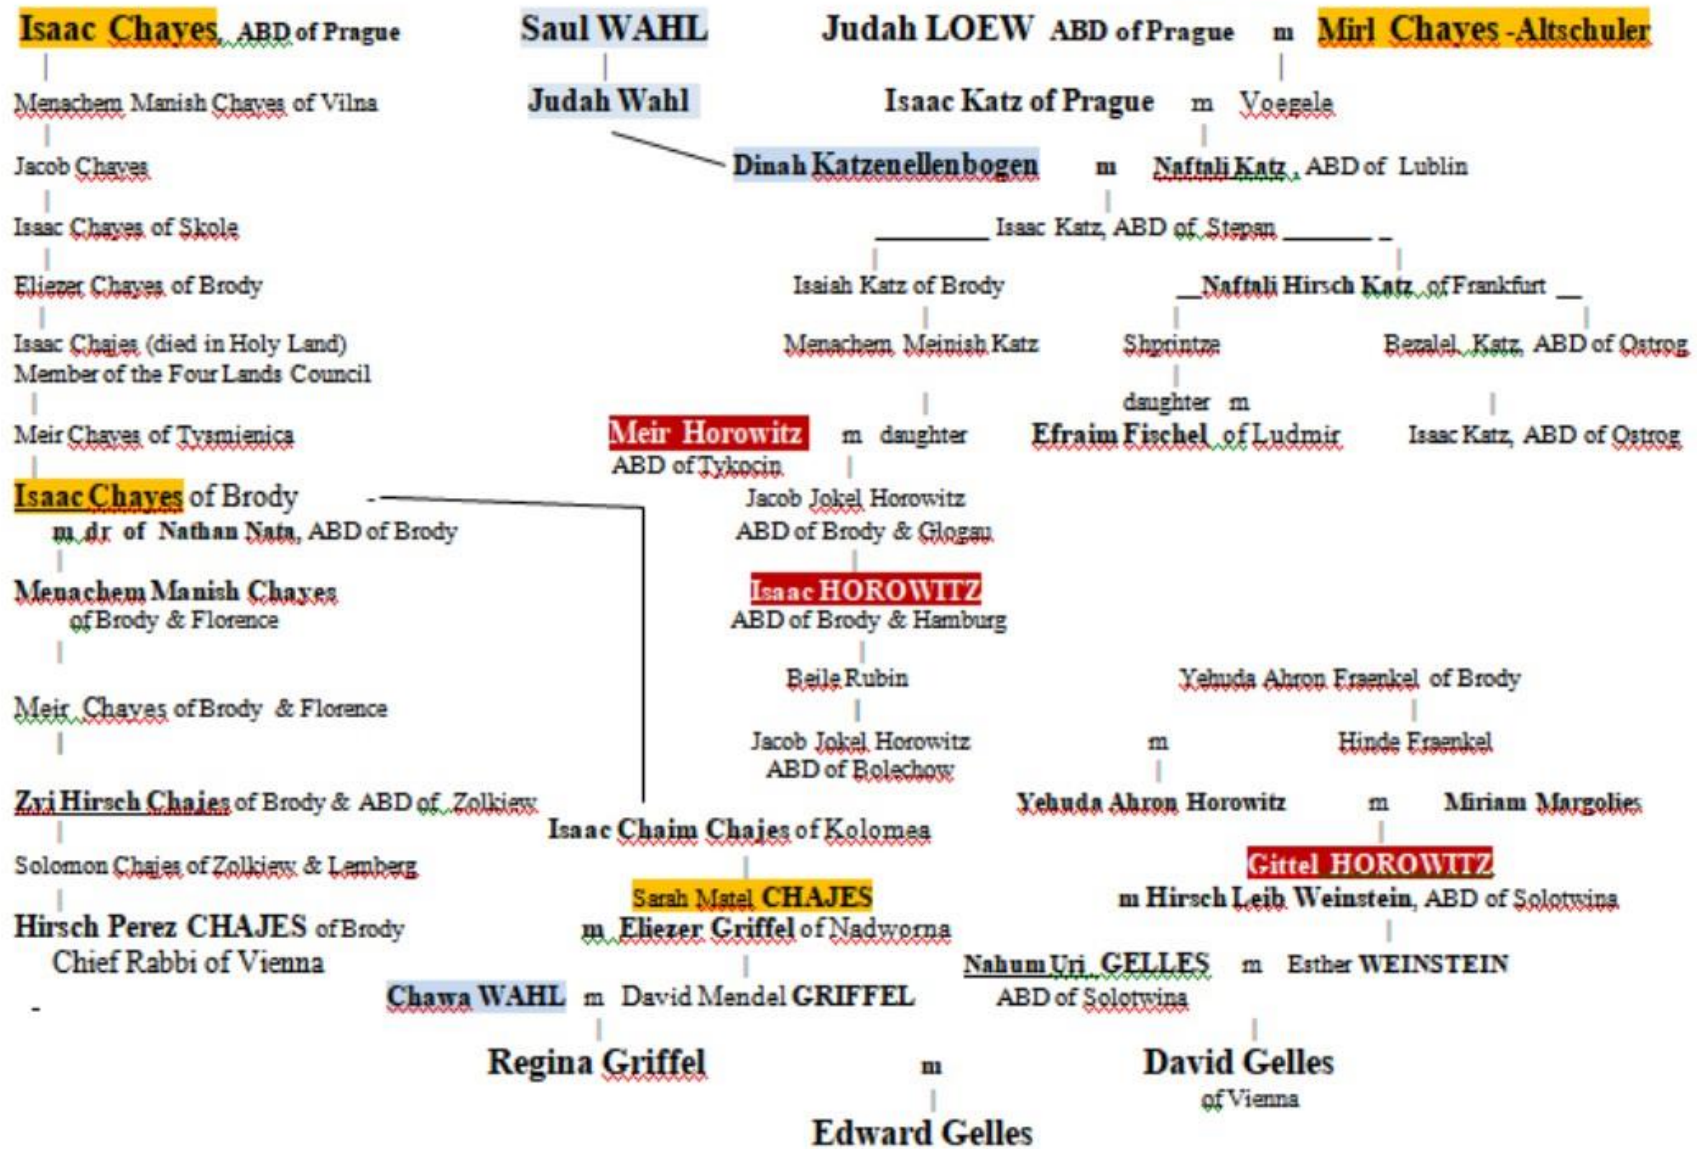 Isaac Chayes, ABD of Prague
Saul WAHL
Judah LOEW ABD of Prague m Mirl Chayes -Altschuler
Menachem Manish Chayes of Vilna
Judah Wahl
Isaac Katz of Prague m Voegele
Jacob Chayes
Dinah Katzenellenbogen m Naftali Katz , ABD of Lublin
Isaac Chayes of Skole
Isaac Katz, ABD of Stepan
Eliezer Chayes of Brody
Isaiah Katz of Brody
Naftali Hirsch Katz of Frankfurt
Isaac Chajes (died in Holy Land)
Member of the Four Lands Council
Menachem Meinish Katz
Shprintze
Bezalel Katz, ABD of Ostrog
daughter m
Meir Chayes of Tysmienica
Meir Horowitz m daughter
ABD of Tykocin
Efraim Fischel of Ludmir
Isaac Katz, ABD of Ostrog
Isaac Chayes of Brody -
m dr of Nathan Nata, ABD of Brody
Jacob Jokel Horowitz
ABD of Brody & Glogau
Menachem Manish Chayes
of Brody & Florence
Isaac HOROWITZ
ABD of Brody & Hamburg
Beile Rubin
Yehuda Ahron Fraenkel of Brody
Meir Chayes of Brody & Florence
Jacob Jokel Horowitz m Hinde Fraenkel
ABD of Bolechow
Zvi Hirsch Chajes of Brody & ABD of Zolkiew
Isaac Chaim Chajes of Kolomea
Yehuda Ahron Horowitz m Miriam Margolies
Solomon Chajes of Zolkiew & Lemberg
Sarah Matel CHAJES
m Eliezer Griffel of Nadworna
Gittel HOROWITZ
m Hirsch Leib Weinstein, ABD of Solotwina
Hirsch Perez CHAJES of Brody
Chief Rabbi of Vienna
-
Nahum Uri GELLES m Esther WEINSTEIN
ABD of Solotwina
Chawa WAHL m David Mendel GRIFFEL
Regina Griffel m David Gelles
of Vienna
Edward Gelles